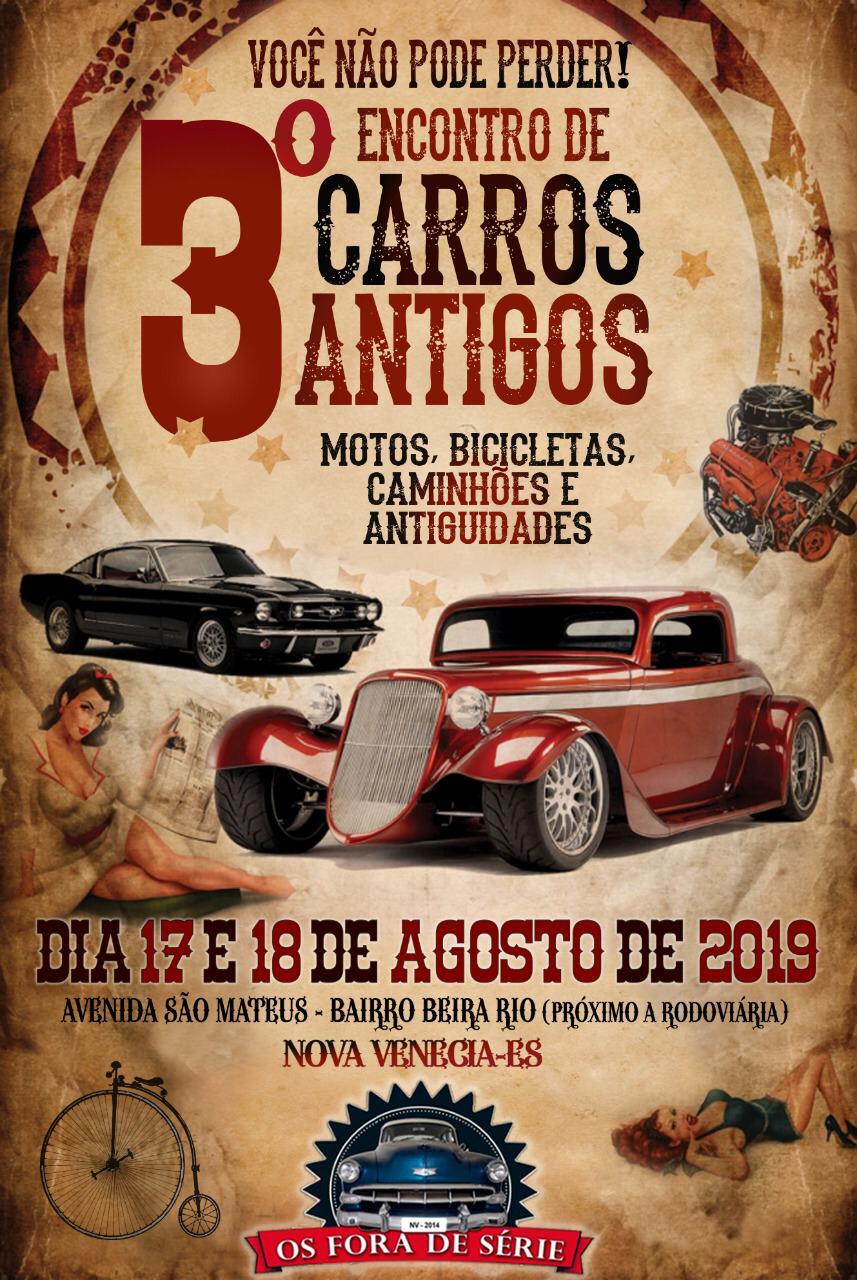 VOCÊ NÃO PODE PERDER!
3º ENCONTRO DE
CARROS
ANTIGOS
MOTOS, BICICLETAS,
CAMINHÕES E
ANTIGUIDADES
DIA 17 E 18 DE AGOSTO DE 2019
AVENIDA SÃO MATEUS - BAIRRO BEIRA RIO (PRÓXIMO A RODOVIÁRIA)
NOVA VENECIA-ES
NV - 2014
OS FORA DE SÉRIE